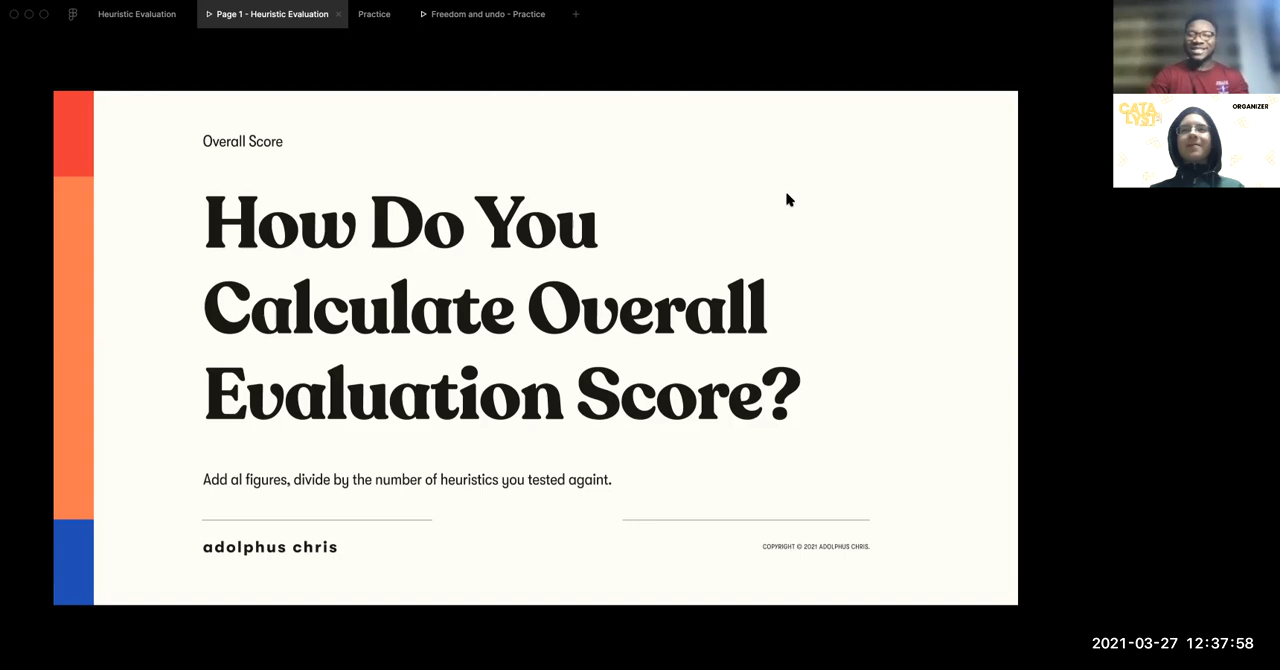 Heuristic Evaluation
Page 1 - Heuristic Evaluation
Practice
Freedom and undo - Practice
CATA
LYST
ORGANIZER
Overall Score
How Do You
Calculate Overall
Evaluation Score?
Add al figures, divide by the number of heuristics you tested againt.
adolphus chris
COPYRIGHT © 2021 ADOLPHUS CHRIS.
2021-03-27 12:37:58